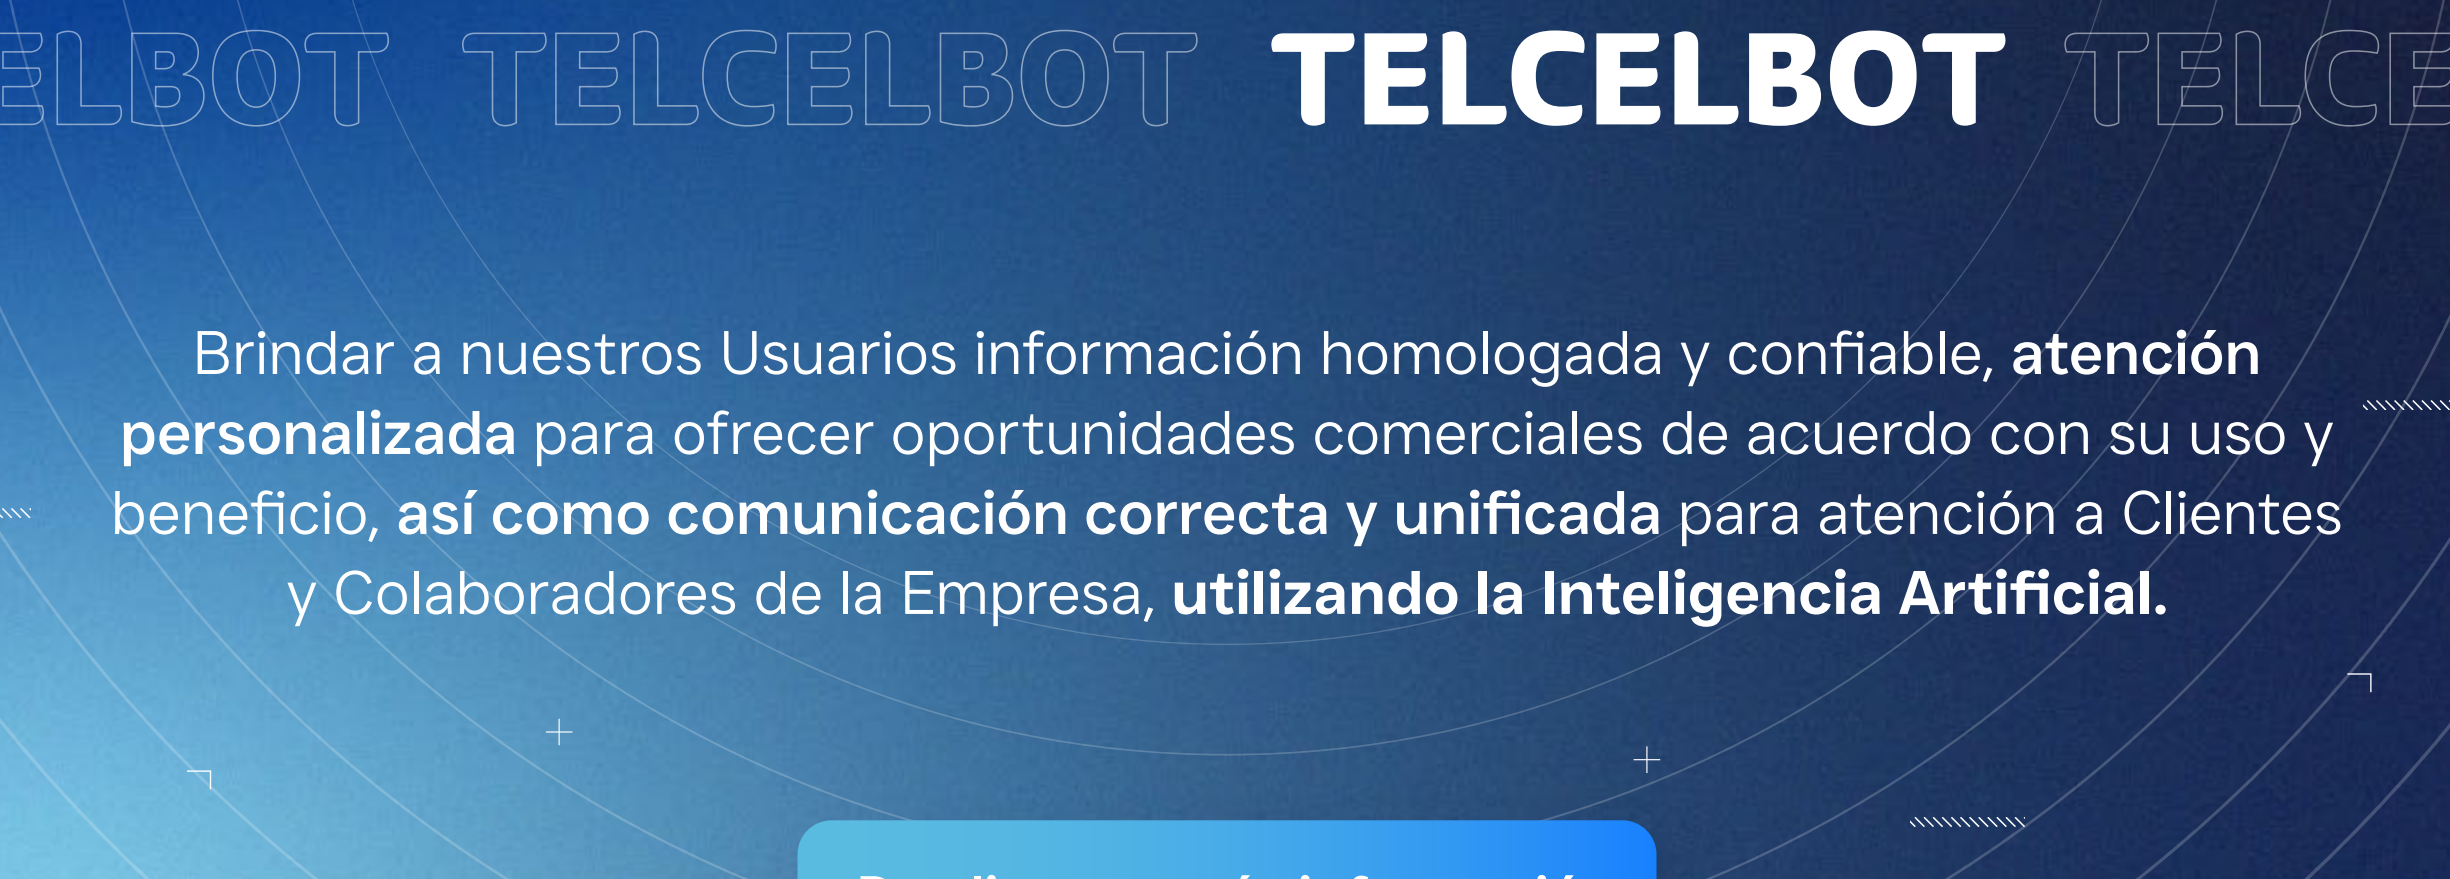 ELBOT TELCELBOT TELCELBOT TELCE
Brindar a nuestros Usuarios información homologada y confiable, atención
personalizada para ofrecer oportunidades comerciales de acuerdo con su uso y
beneficio, así como comunicación correcta y unificada para atención a Clientes
y Colaboradores de la Empresa, utilizando la Inteligencia Artificial.